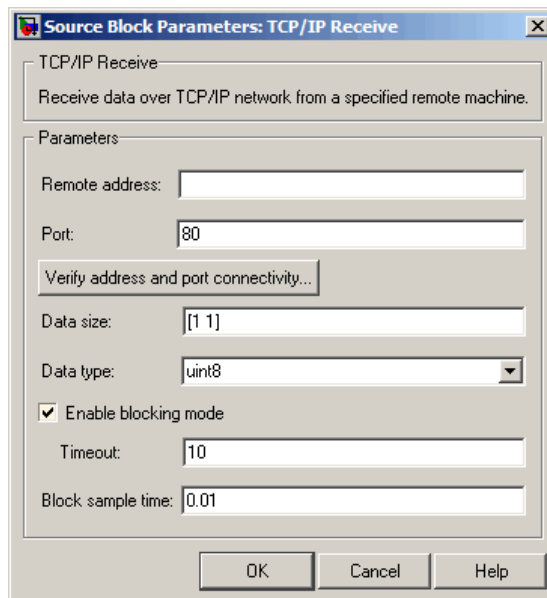 Source Block Parameters: TCP/IP Receive
TCP/IP Receive
Receive data over TCP/IP network from a specified remote machine.
Parameters
Remote address:
Port: 80
Verify address and port connectivity...
Data size: [1 1]
Data type: uint8
Enable blocking mode
Timeout: 10
Block sample time: 0.01
OK Cancel Help